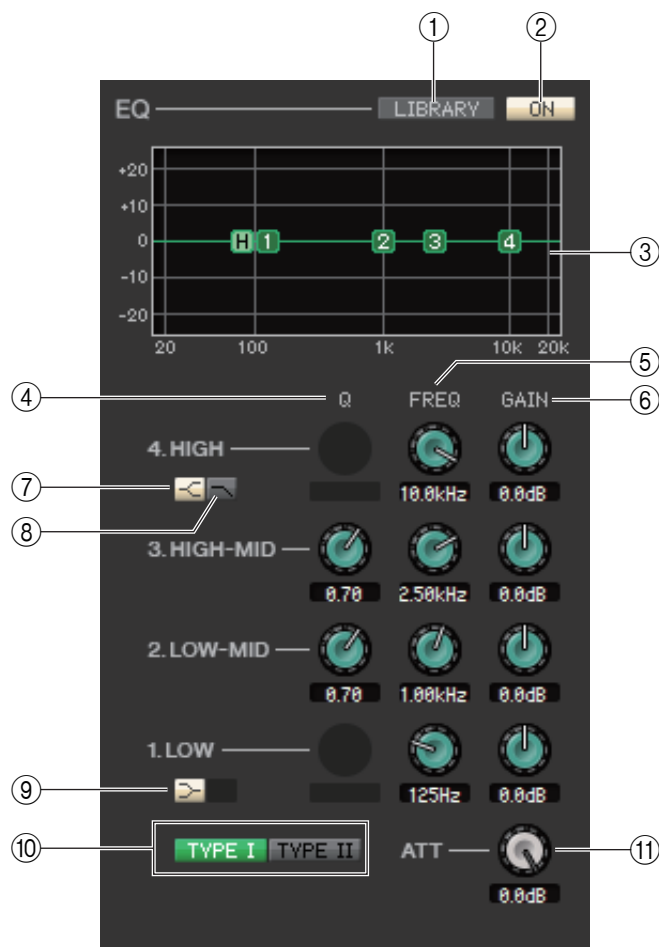 ① ②
EQ LIBRARY ON
+20
+10
0 H 1 2 3 4 ③
-10
-20
20 100 1k 10k 20k
⑤
④ Q FREQ GAIN ⑥
4. HIGH
⑦ 10.0kHz 0.0dB
⑧
3. HIGH-MID
0.70 2.50kHz 0.0dB
2. LOW-MID
0.70 1.00kHz 0.0dB
1. LOW
⑨ 125Hz 0.0dB
⑩ TYPE I TYPE II ATT ⑪
0.0dB